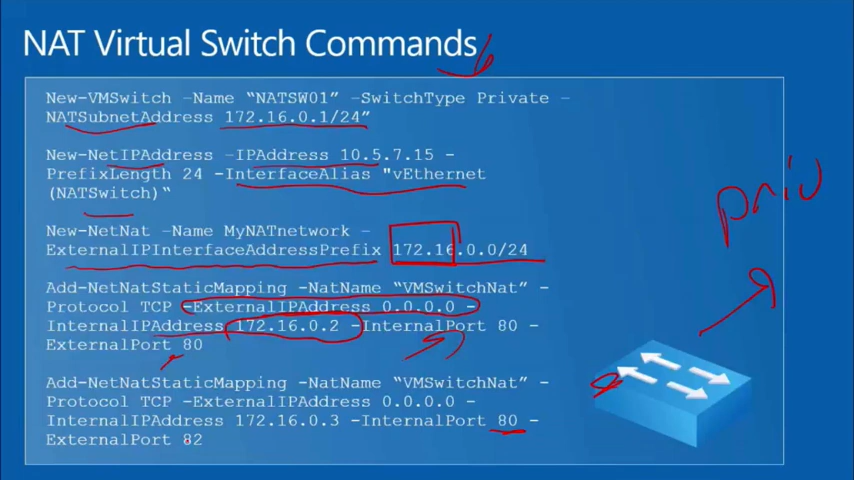 NAT Virtual Switch Commands
New-VMSwitch –Name “NATSW01” –SwitchType Private –
NATSubnetAddress 172.16.0.1/24”
New-NetIPAddress –IPAddress 10.5.7.15 -
PrefixLength 24 -InterfaceAlias "vEthernet
(NATSwitch)“
New-NetNat –Name MyNATnetwork –
ExternalIPInterfaceAddressPrefix 172.16.0.0/24
Add-NetNatStaticMapping -NatName “VMSwitchNat” -
Protocol TCP -ExternalIPAddress 0.0.0.0 -
InternalIPAddress 172.16.0.2 -InternalPort 80 -
ExternalPort 80
Add-NetNatStaticMapping -NatName “VMSwitchNat” -
Protocol TCP -ExternalIPAddress 0.0.0.0 -
InternalIPAddress 172.16.0.3 -InternalPort 80 -
ExternalPort 82
priv